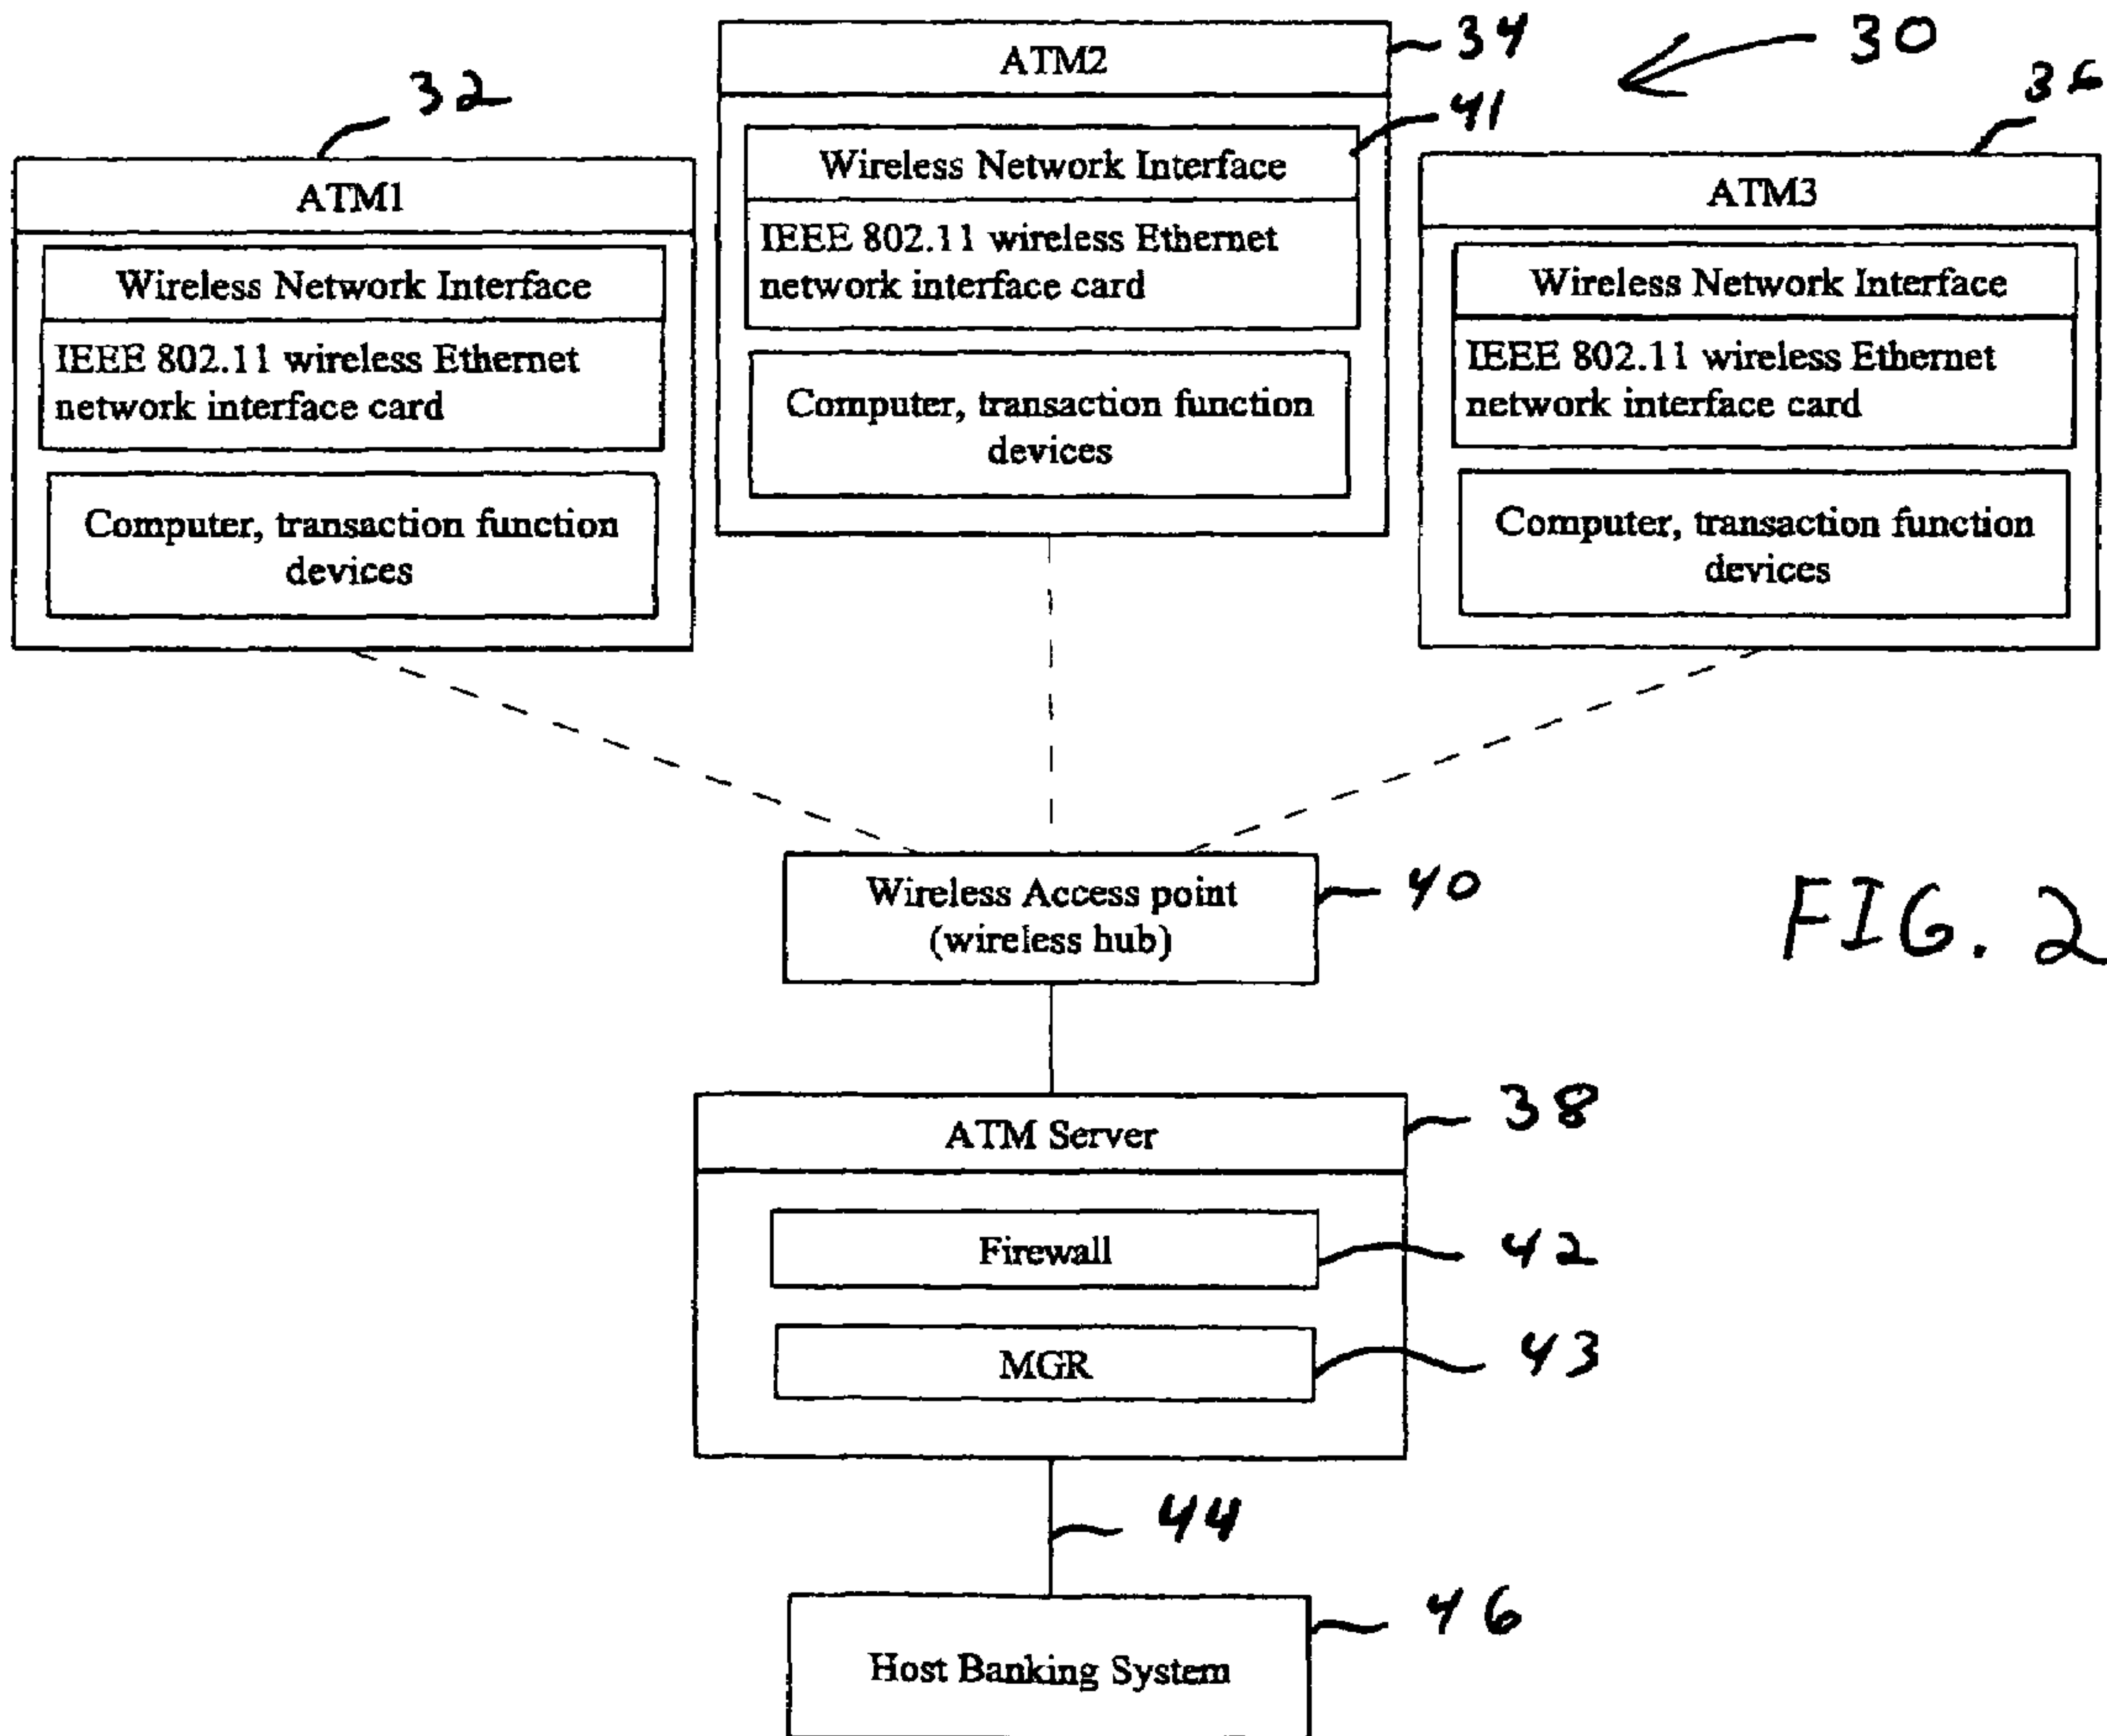 32
ATM1
Wireless Network Interface
IEEE 802.11 wireless Ethernet
network interface card
Computer, transaction function
devices
34
ATM2
41
Wireless Network Interface
IEEE 802.11 wireless Ethernet
network interface card
Computer, transaction function
devices
30
36
ATM3
Wireless Network Interface
IEEE 802.11 wireless Ethernet
network interface card
Computer, transaction function
devices
Wireless Access point
(wireless hub)
40
FIG. 2
ATM Server
38
Firewall
42
MGR
43
44
Host Banking System
46